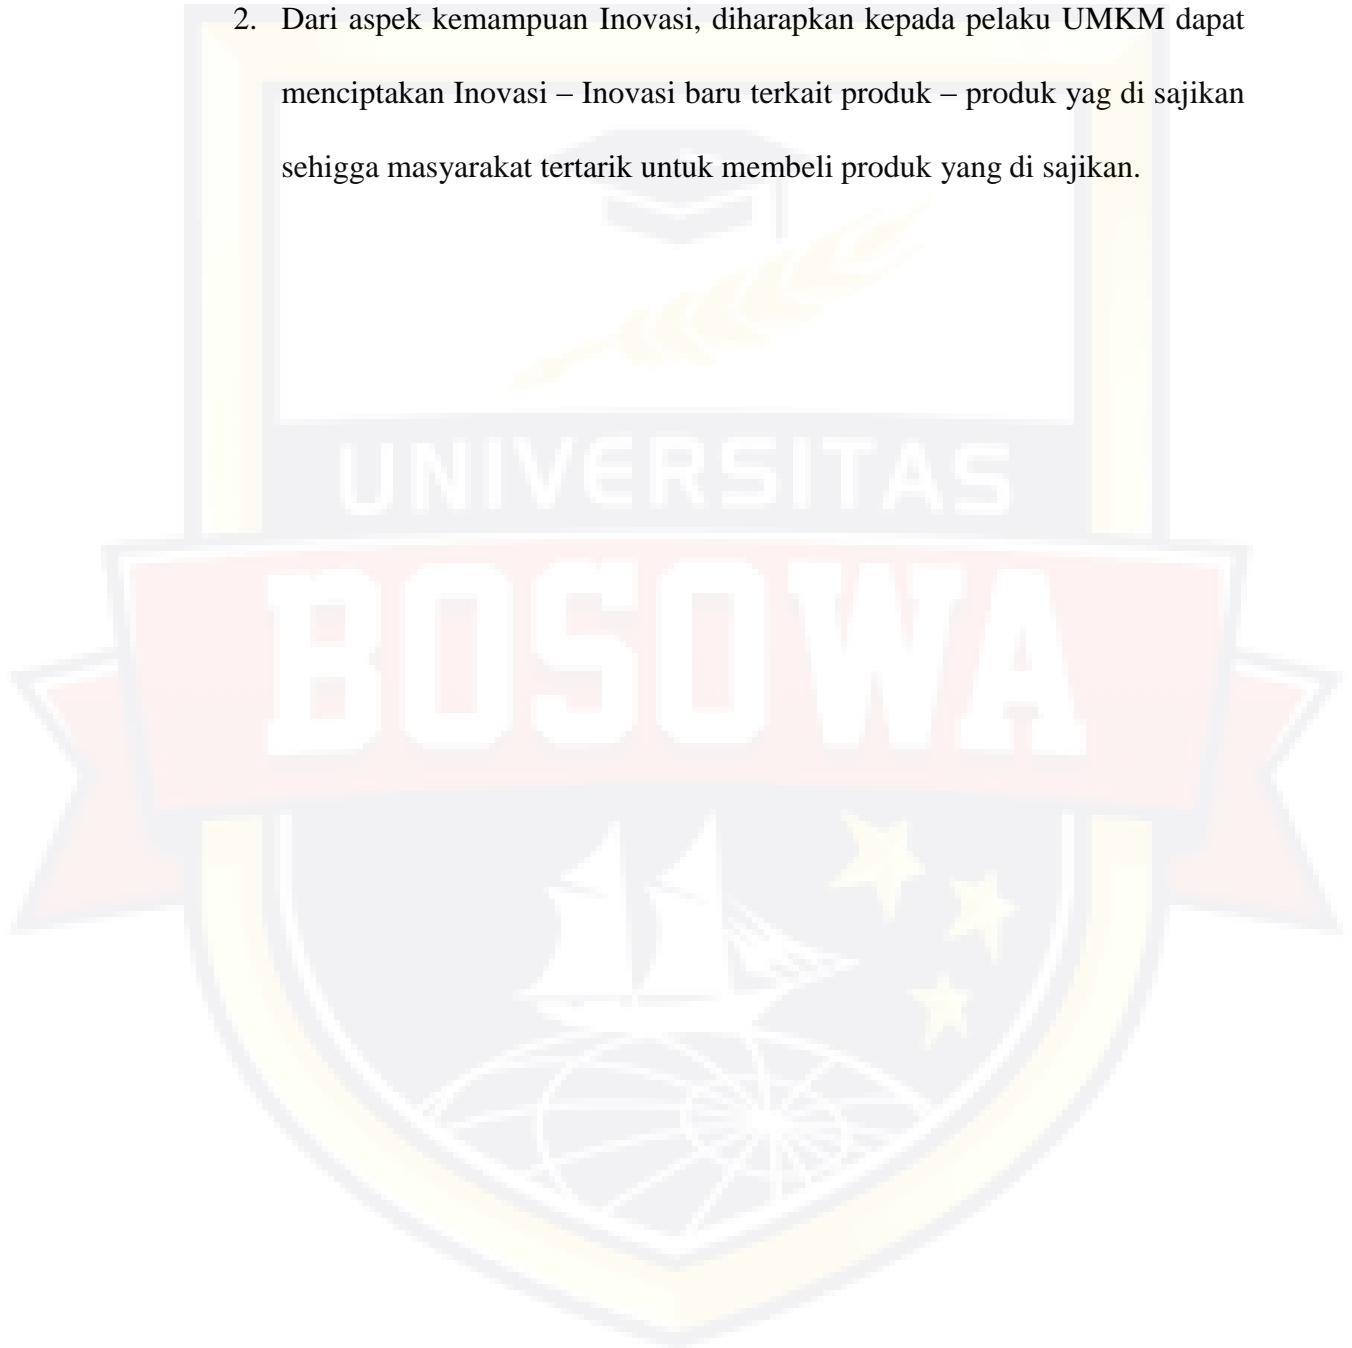 2. Dari aspek kemampuan Inovasi, diharapkan kepada pelaku UMKM dapat
menciptakan Inovasi – Inovasi baru terkait produk – produk yag di sajikan
sehigga masyarakat tertarik untuk membeli produk yang di sajikan.
UNIVERSITAS
BOSOWA